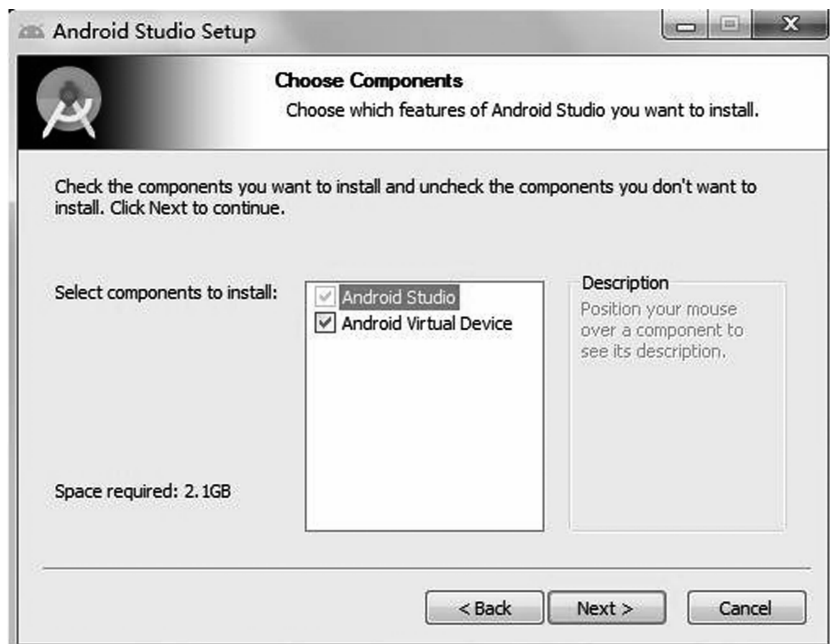 Android Studio Setup
Choose Components
Choose which features of Android Studio you want to install.
Check the components you want to install and uncheck the components you don't want to
install. Click Next to continue.
Select components to install:
Android Studio
Android Virtual Device
Description
Position your mouse
over a component to
see its description.
Space required: 2.1GB
< Back
Next >
Cancel